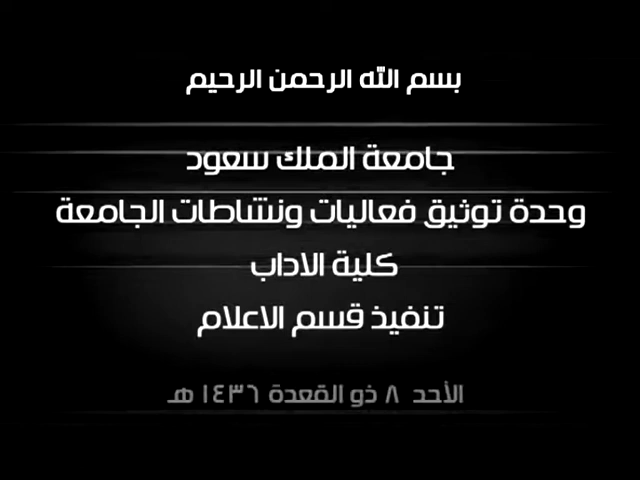 بسم الله الرحمن الرحيم
جامعة الملك سعود
وحدة توثيق فعاليات ونشاطات الجامعة
كلية الاداب
تنفيذ قسم الاعلام
الأحد ٨ ذو القعدة ١٤٣٦ هـ